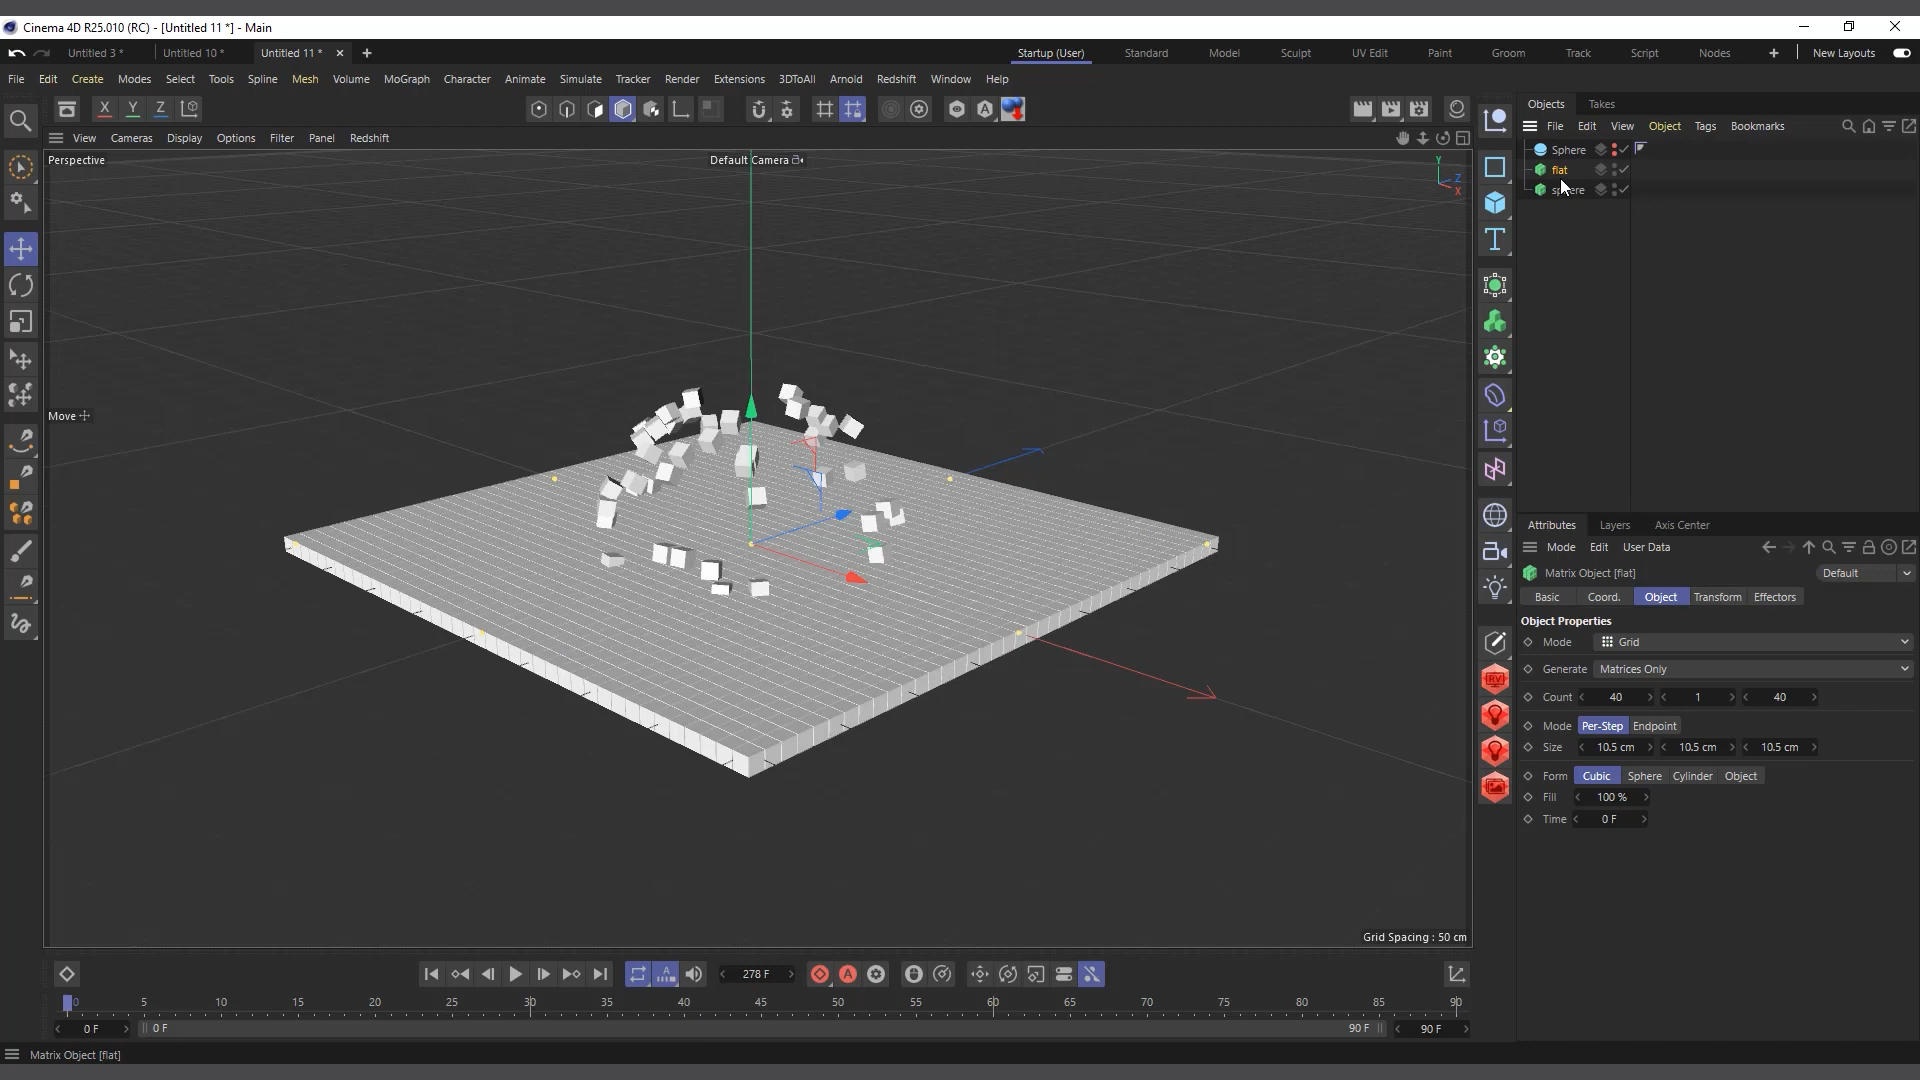 Cinema 4D R25.010 (RC) - [Untitled 11 *] - Main
Untitled 3 * Untitled 10 * Untitled 11 * Startup (User) Standard Model Sculpt UV Edit Paint Groom Track Script Nodes New Layouts
File Edit Create Modes Select Tools Spline Mesh Volume MoGraph Character Animate Simulate Tracker Render Extensions 3DToAll Arnold Redshift Window Help
X Y Z
View Cameras Display Options Filter Panel Redshift
Perspective Default Camera
Y
Z
X
Move
Grid Spacing : 50 cm
Objects Takes
File Edit View Object Tags Bookmarks
Sphere
flat
sphere
Attributes Layers Axis Center
Mode Edit User Data
Matrix Object [flat] Default
Basic Coord. Object Transform Effectors
Object Properties
Mode Grid
Generate Matrices Only
Count 40 1 40
Mode Per-Step Endpoint
Size 10.5 cm 10.5 cm 10.5 cm
Form Cubic Sphere Cylinder Object
Fill 100 %
Time 0 F
RV
278 F
0 5 10 15 20 25 30 35 40 45 50 55 60 65 70 75 80 85 90
0 F 0 F 90 F 90 F
Matrix Object [flat]